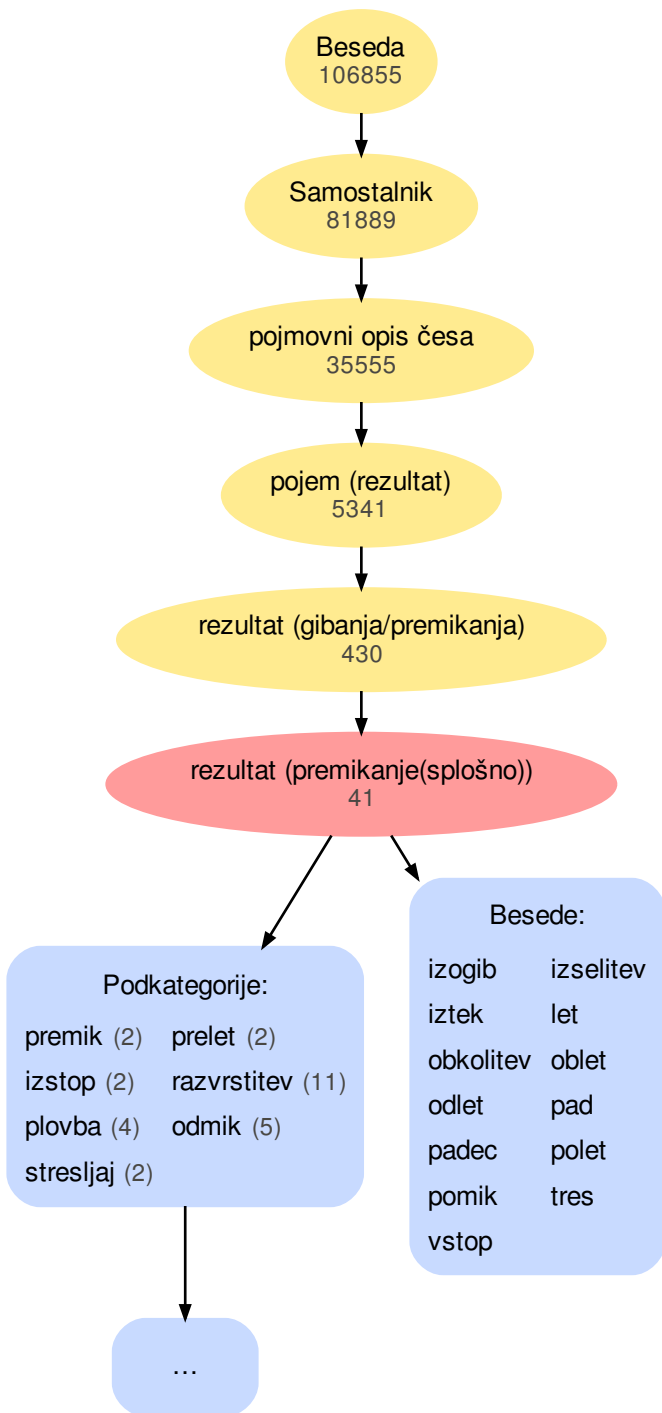 Beseda
106855
Samostalnik
81889
pojmovni opis česa
35555
pojem (rezultat)
5341
rezultat (gibanja/premikanja)
430
rezultat (premikanje(splošno))
41
Podkategorije:
premik (2) prelet (2)
izstop (2) razvrstitev (11)
plovba (4) odmik (5)
stresljaj (2)
...
Besede:
izogib izselitev
iztek let
obkolitev oblet
odlet pad
padec polet
pomik tres
vstop